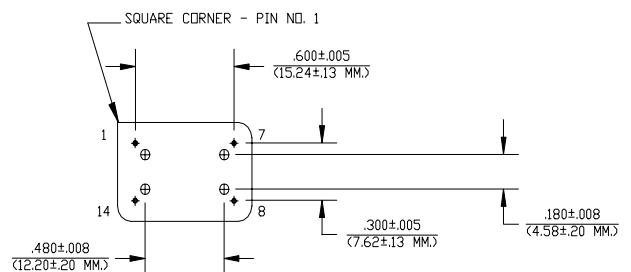 SQUARE CORNER - PIN NO. 1
.600±.005
(15.24±.13 MM.)
1
7
14
8
.300±.005
(7.62±.13 MM.)
.180±.008
(4.58±.20 MM.)
.480±.008
(12.20±.20 MM.)